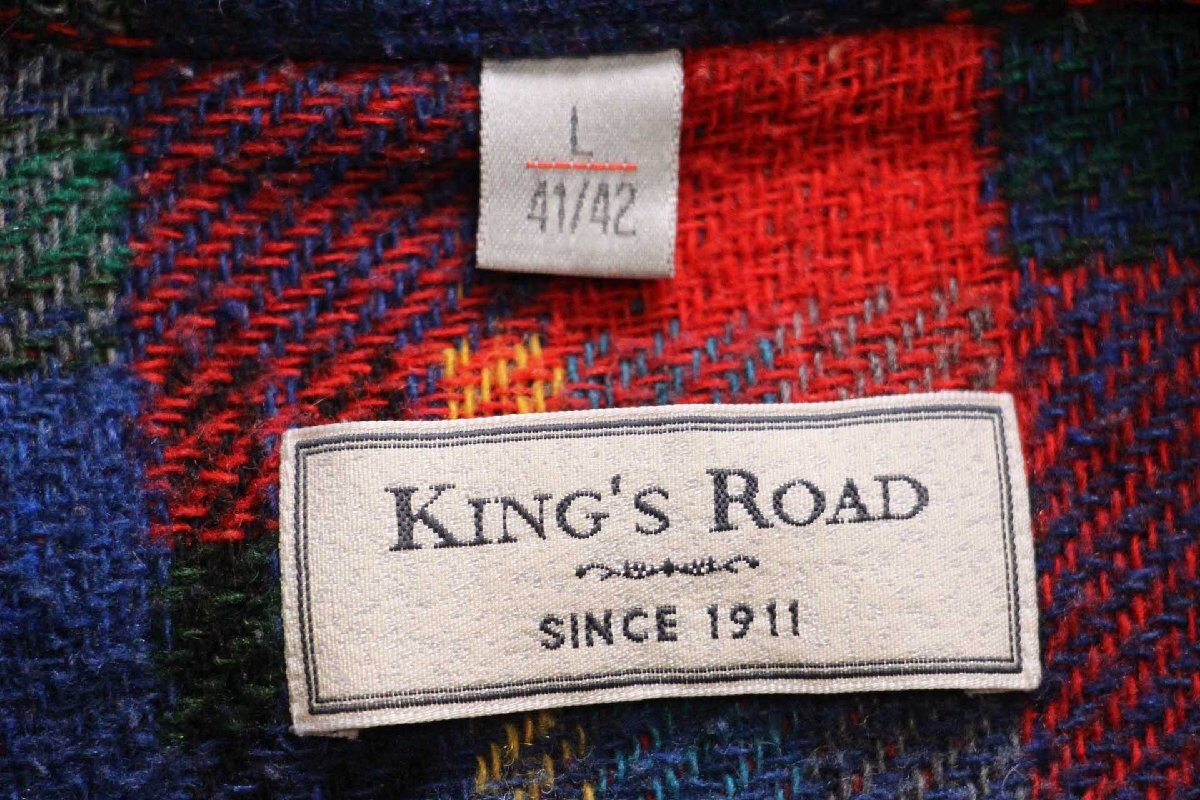 L
41/42
KING'S ROAD
SINCE 1911